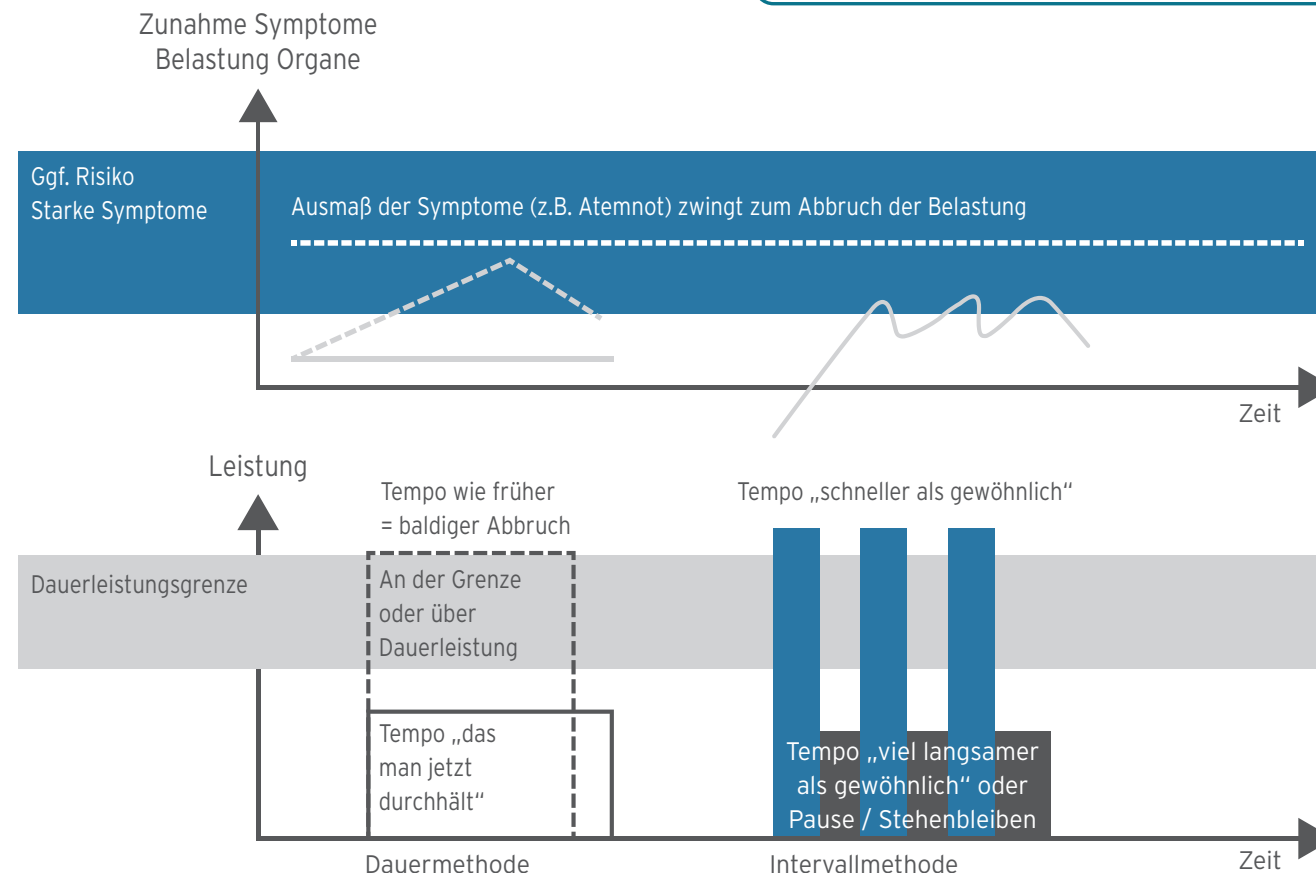 Zunahme Symptome
Belastung Organe
Ggf. Risiko
Starke Symptome
Ausmaß der Symptome (z.B. Atemnot) zwingt zum Abbruch der Belastung
Zeit
Leistung
Tempo wie früher
= baldiger Abbruch
Tempo „schneller als gewöhnlich“
Dauerleistungsgrenze
An der Grenze
oder über
Dauerleistung
Tempo „das
man jetzt
durchhält“
Tempo „viel langsamer
als gewöhnlich“ oder
Pause / Stehenbleiben
Dauermethode
Intervallmethode
Zeit